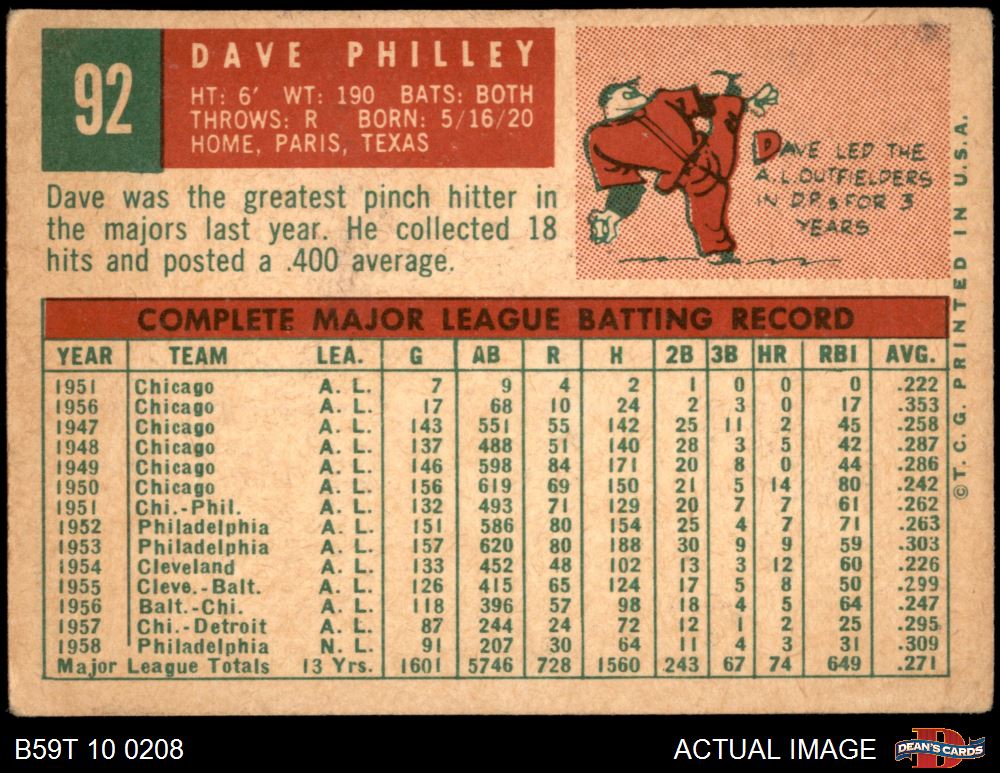 92
DAVE PHILLEY
HT: 6' WT: 190 BATS: BOTH
THROWS: R BORN: 5/16/20
HOME, PARIS, TEXAS
Dave was the greatest pinch hitter in
the majors last year. He collected 18
hits and posted a .400 average.
DAVE LED THE
A.L OUTFIELDERS
IN D.P.s FOR 3
YEARS
COMPLETE MAJOR LEAGUE BATTING RECORD
YEAR TEAM LEA. G AB R H 2B 3B HR RBI AVG.
1951 Chicago A. L. 7 9 4 2 1 0 0 0 .222
1956 Chicago A. L. 17 68 10 24 2 3 0 17 .353
1947 Chicago A. L. 143 551 55 142 25 11 2 45 .258
1948 Chicago A. L. 137 488 51 140 28 3 5 42 .287
1949 Chicago A. L. 146 598 84 171 20 8 0 44 .286
1950 Chicago A. L. 156 619 69 150 21 5 14 80 .242
1951 Chi.-Phil. A. L. 132 493 71 129 20 7 7 61 .262
1952 Philadelphia A. L. 151 586 80 154 25 4 7 71 .263
1953 Philadelphia A. L. 157 620 80 188 30 9 9 59 .303
1954 Cleveland A. L. 133 452 48 102 13 3 12 60 .226
1955 Cleve.-Balt. A. L. 126 415 65 124 17 5 8 50 .299
1956 Balt.-Chi. A. L. 118 396 57 98 18 4 5 64 .247
1957 Chi.-Detroit A. L. 87 244 24 72 12 1 2 25 .295
1958 Philadelphia N. L. 91 207 30 64 11 4 3 31 .309
Major League Totals 13 Yrs. 1601 5746 728 1560 243 67 74 649 .271
© T. C. G. PRINTED IN U.S.A.
B59T 10 0208
ACTUAL IMAGE
D
DEAN'S CARDS